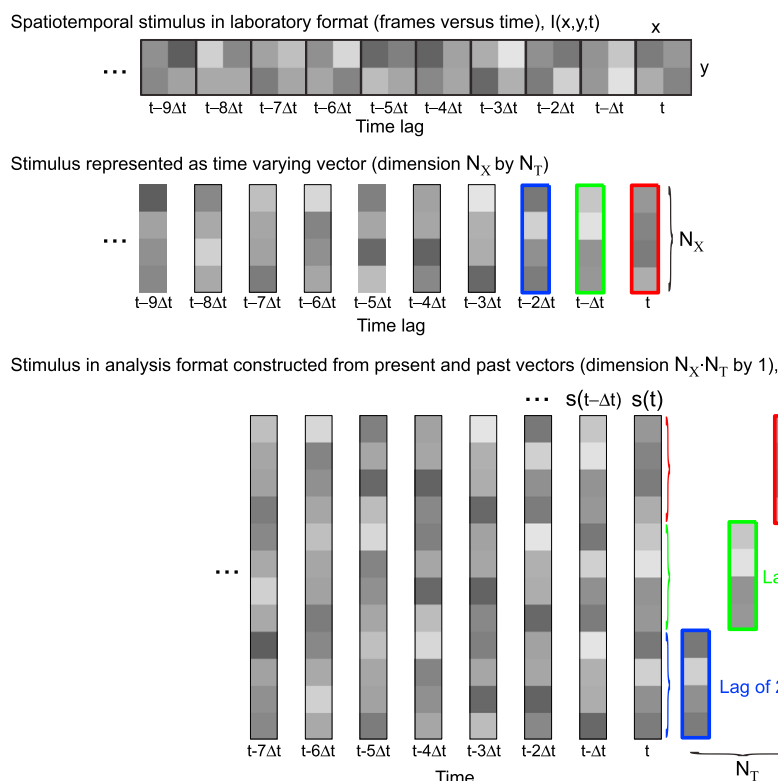 Spatiotemporal stimulus in laboratory format (frames versus time), I(x,y,t)
x
y
...
t–9Δt t–8Δt t–7Δt t–6Δt t–5Δt t–4Δt t–3Δt t–2Δt t–Δt t
Time lag
Stimulus represented as time varying vector (dimension N_X by N_T)
...
N_X
t–9Δt t–8Δt t–7Δt t–6Δt t–5Δt t–4Δt t–3Δt t–2Δt t–Δt t
Time lag
Stimulus in analysis format constructed from present and past vectors (dimension N_X·N_T by 1),
... s(t–Δt) s(t)
...
La
Lag of 2
t-7Δt t-6Δt t-5Δt t-4Δt t-3Δt t-2Δt t-Δt t
N_T
Time